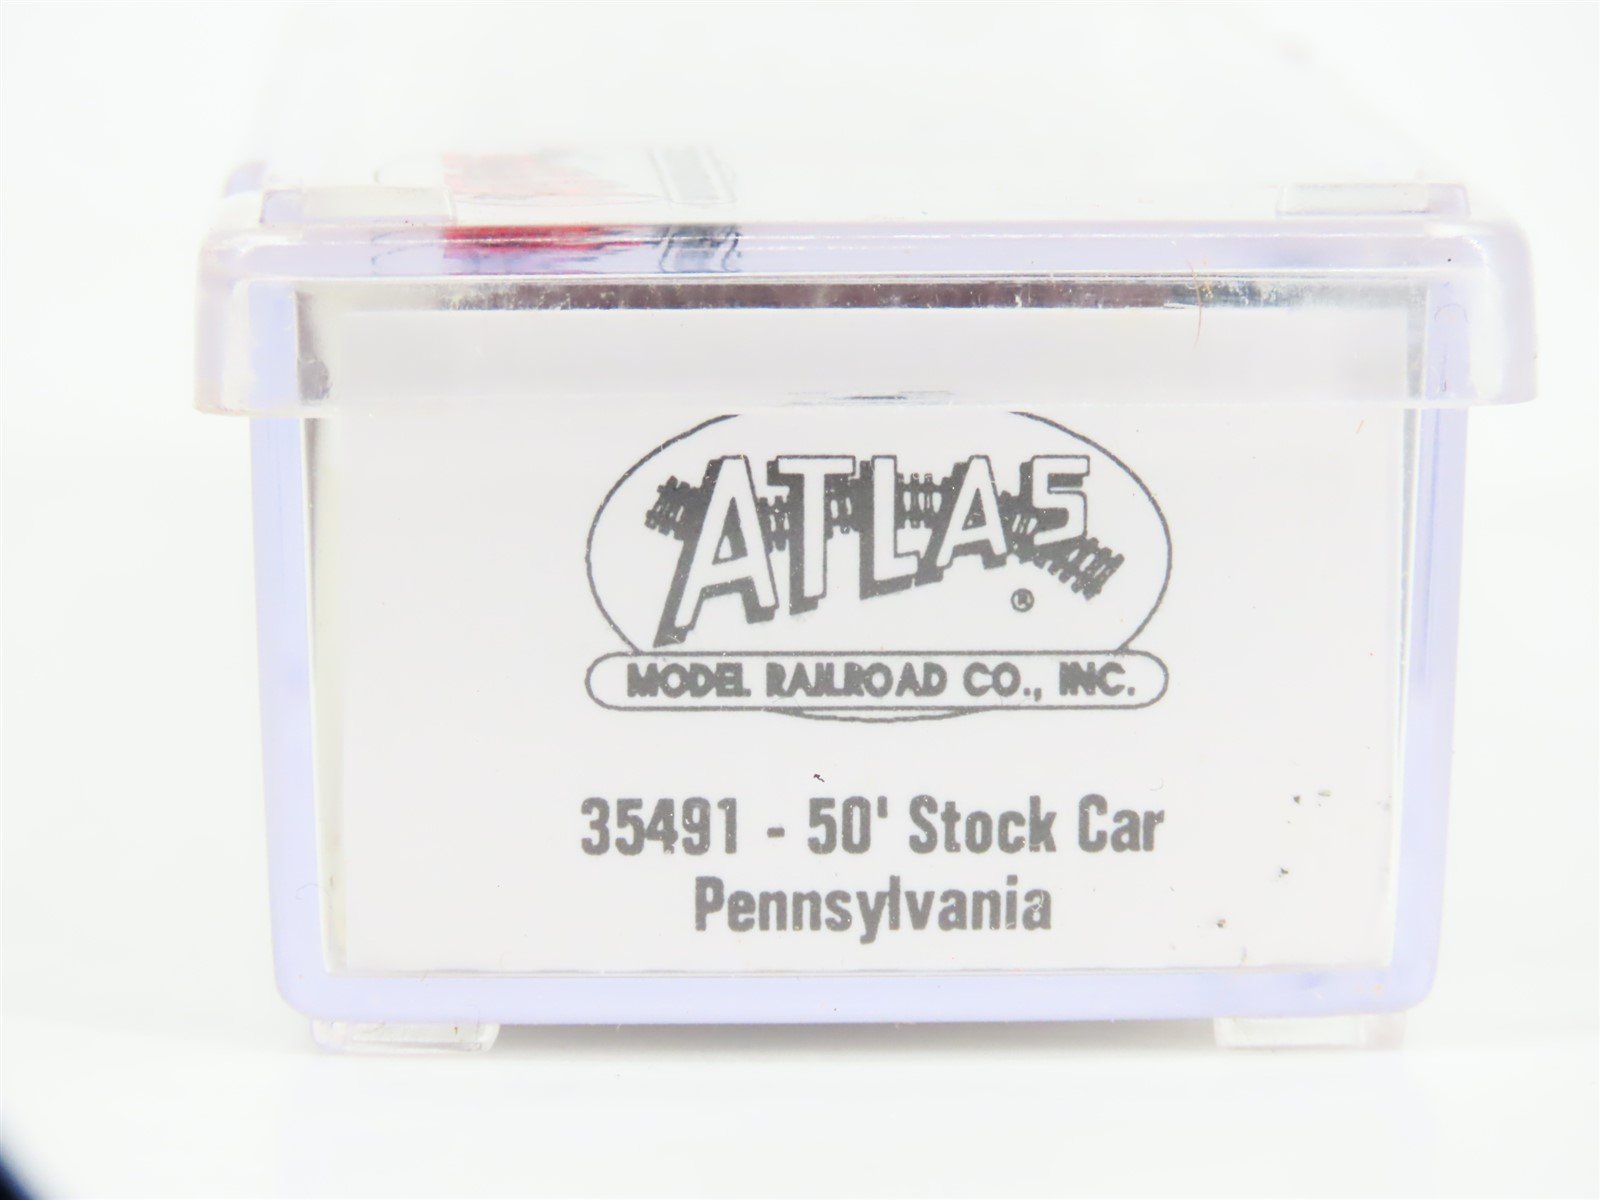 ATLAS
®
MODEL RAILROAD CO., INC.
35491 - 50' Stock Car
Pennsylvania